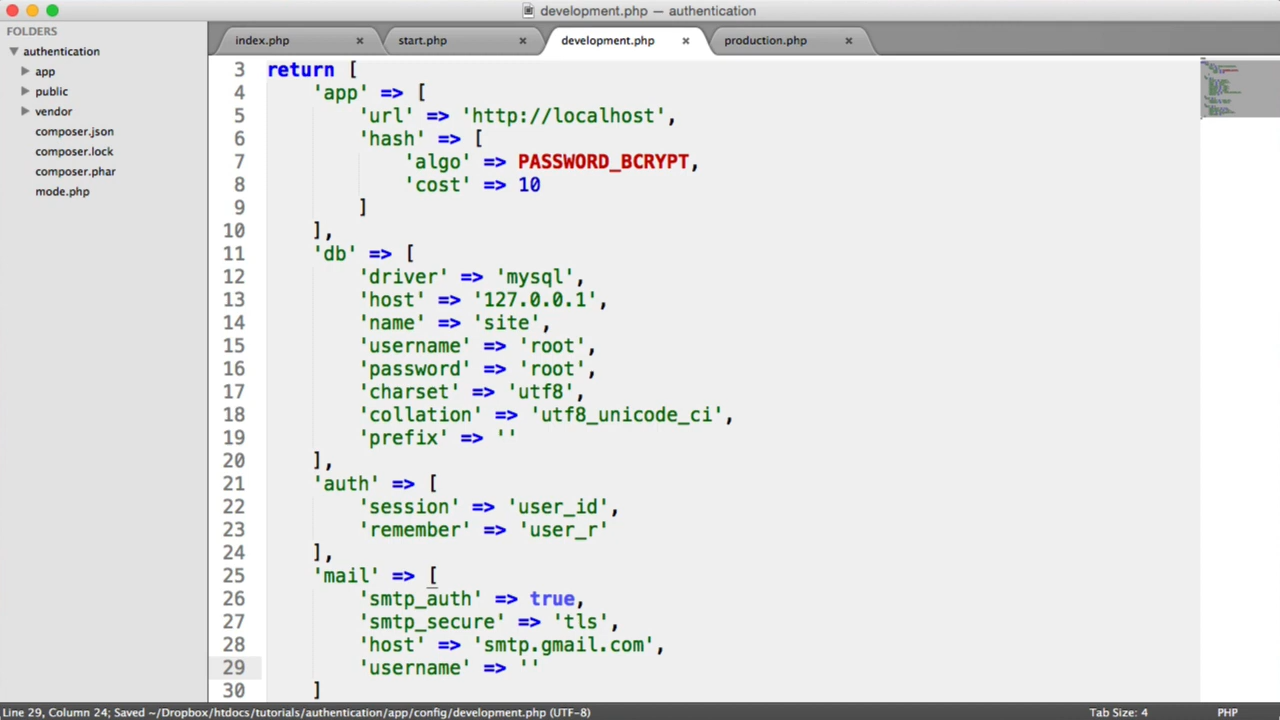 development.php — authentication
FOLDERS
authentication
app
public
vendor
composer.json
composer.lock
composer.phar
mode.php
index.php ×
start.php ×
development.php ×
production.php ×
3 return [
4 'app' => [
5 'url' => 'http://localhost',
6 'hash' => [
7 'algo' => PASSWORD_BCRYPT,
8 'cost' => 10
9 ]
10 ],
11 'db' => [
12 'driver' => 'mysql',
13 'host' => '127.0.0.1',
14 'name' => 'site',
15 'username' => 'root',
16 'password' => 'root',
17 'charset' => 'utf8',
18 'collation' => 'utf8_unicode_ci',
19 'prefix' => ''
20 ],
21 'auth' => [
22 'session' => 'user_id',
23 'remember' => 'user_r'
24 ],
25 'mail' => [
26 'smtp_auth' => true,
27 'smtp_secure' => 'tls',
28 'host' => 'smtp.gmail.com',
29 'username' => ''
30 ]
Line 29, Column 24; Saved ~/Dropbox/htdocs/tutorials/authentication/app/config/development.php (UTF-8)
Tab Size: 4
PHP